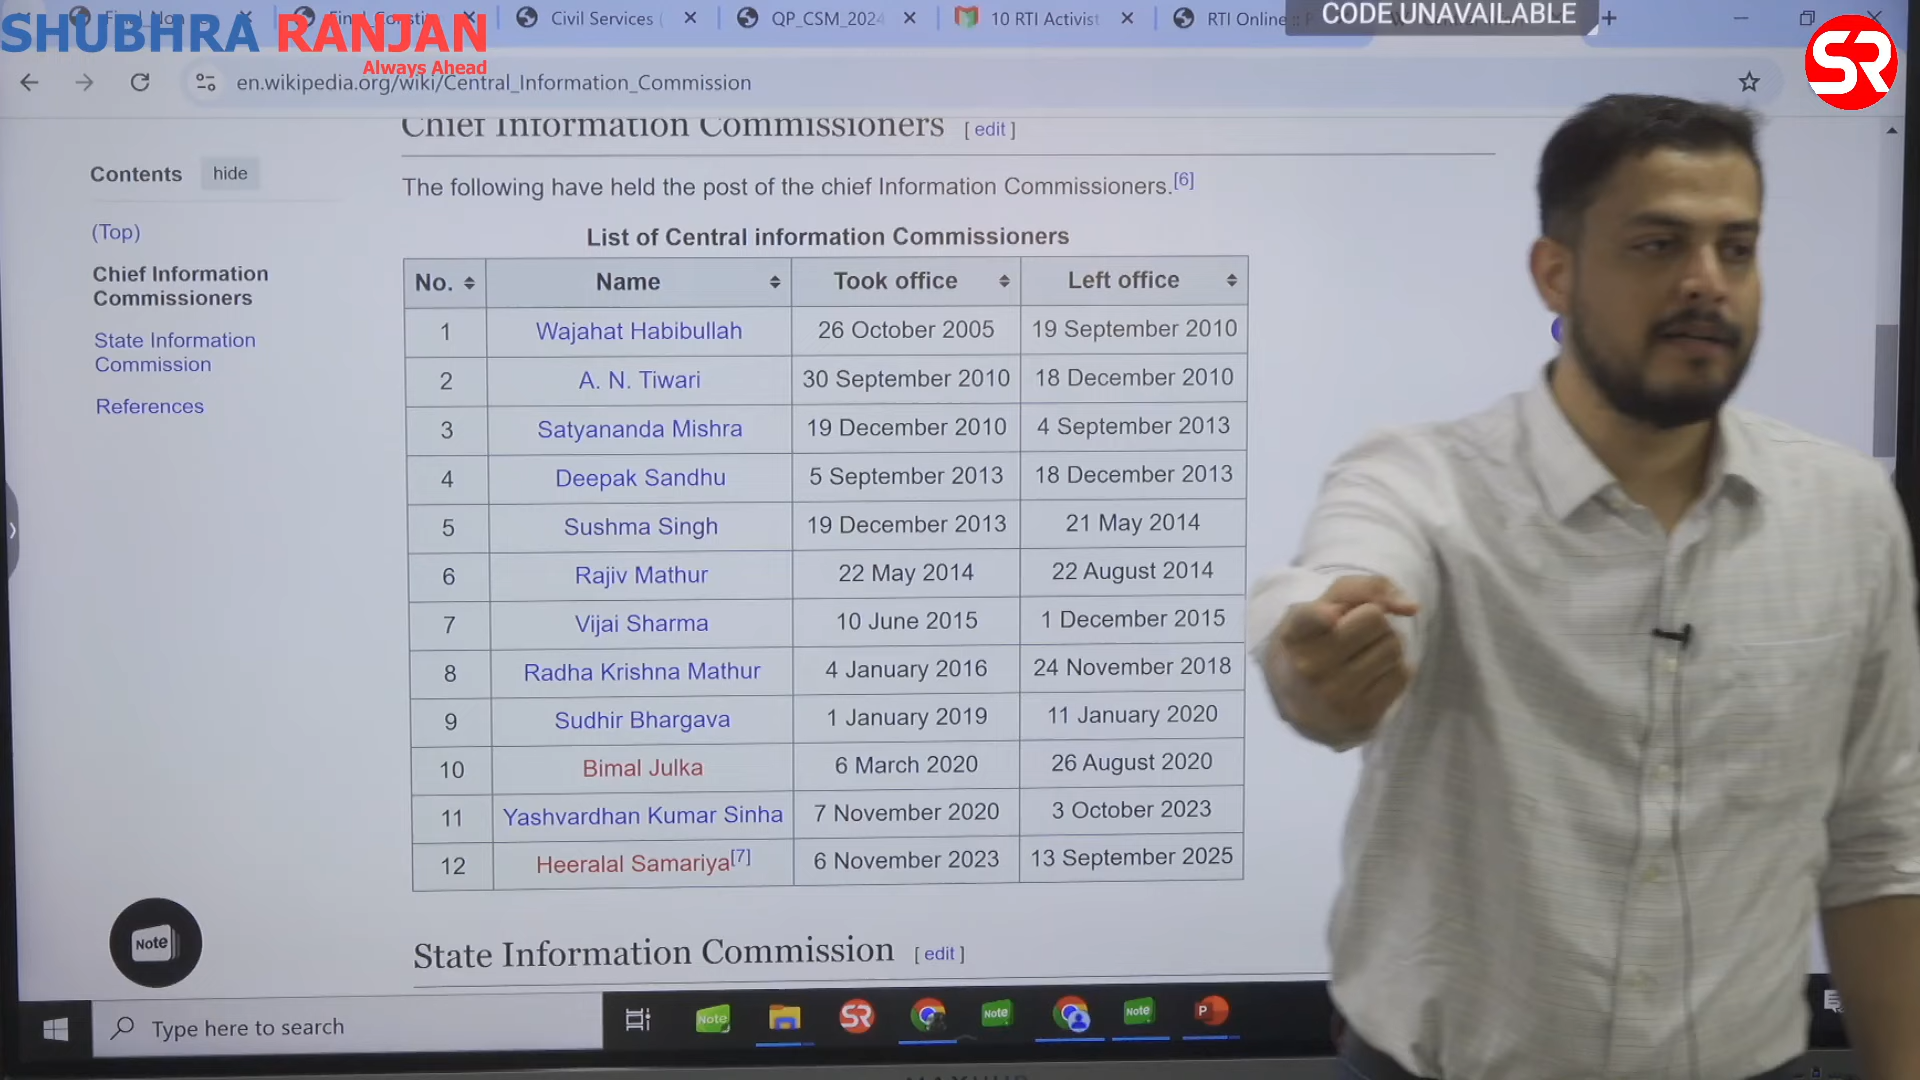 SHUBHRA RANJAN
Always Ahead
Civil Services
QP_CSM_2024
10 RTI Activist
RTI Online
CODE UNAVAILABLE
SR
en.wikipedia.org/wiki/Central_Information_Commission
Contents hide
(Top)
Chief Information
Commissioners
State Information
Commission
References
Chief Information Commissioners [ edit ]
The following have held the post of the chief Information Commissioners.[6]
List of Central information Commissioners
No. Name Took office Left office
1 Wajahat Habibullah 26 October 2005 19 September 2010
2 A. N. Tiwari 30 September 2010 18 December 2010
3 Satyananda Mishra 19 December 2010 4 September 2013
4 Deepak Sandhu 5 September 2013 18 December 2013
5 Sushma Singh 19 December 2013 21 May 2014
6 Rajiv Mathur 22 May 2014 22 August 2014
7 Vijai Sharma 10 June 2015 1 December 2015
8 Radha Krishna Mathur 4 January 2016 24 November 2018
9 Sudhir Bhargava 1 January 2019 11 January 2020
10 Bimal Julka 6 March 2020 26 August 2020
11 Yashvardhan Kumar Sinha 7 November 2020 3 October 2023
12 Heeralal Samariya[7] 6 November 2023 13 September 2025
State Information Commission [ edit ]
Note
Type here to search
Note
SR
Note
Note
P